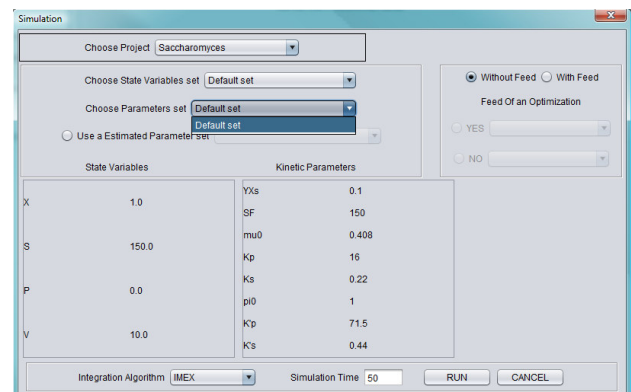 Simulation
Choose Project Saccharomyces
Choose State Variables set Default set
Without Feed With Feed
Choose Parameters set Default set
Feed Of an Optimization
Default set
Use a Estimated Parameter set
YES
NO
State Variables Kinetic Parameters
X 1.0
S 150.0
P 0.0
V 10.0
YXs 0.1
SF 150
mu0 0.408
Kp 16
Ks 0.22
pi0 1
K'p 71.5
K's 0.44
Integration Algorithm IMEX Simulation Time 50 RUN CANCEL